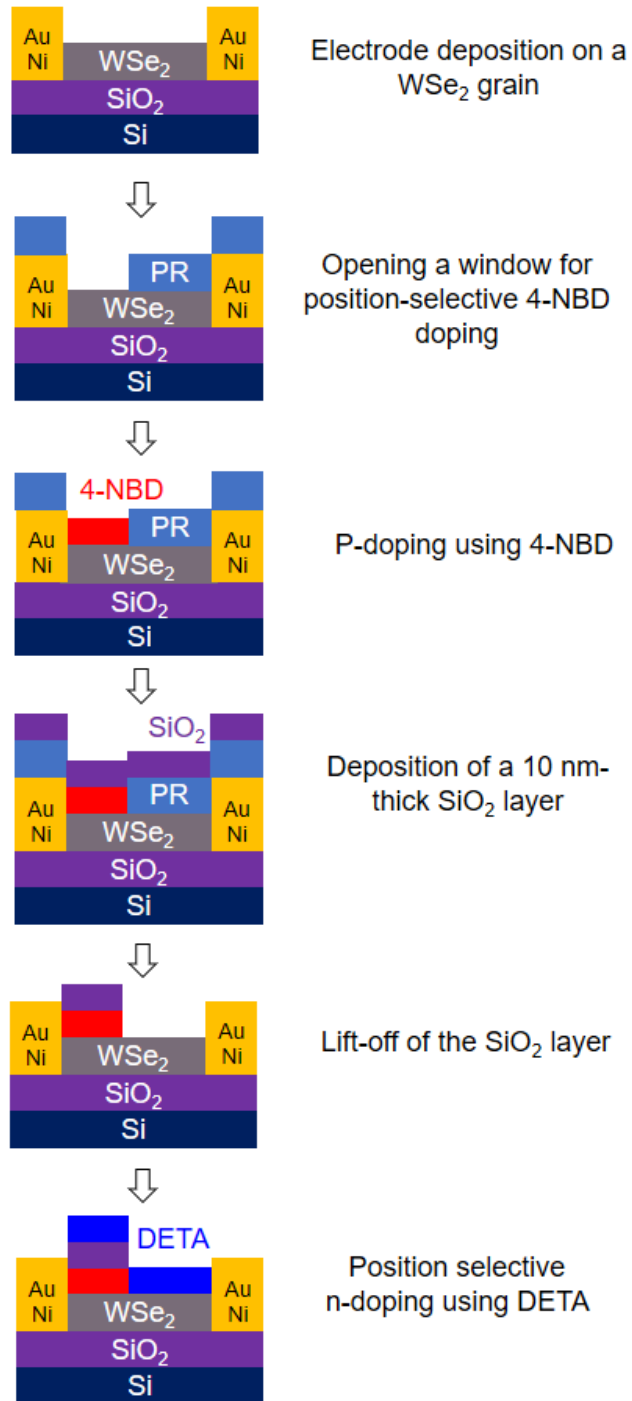 Au
Ni
WSe₂
Au
Ni
SiO₂
Si
Electrode deposition on a
WSe₂ grain
Au
Ni
PR
WSe₂
Au
Ni
SiO₂
Si
Opening a window for
position-selective 4-NBD
doping
4-NBD
Au
Ni
PR
WSe₂
Au
Ni
SiO₂
Si
P-doping using 4-NBD
SiO₂
Au
Ni
PR
WSe₂
Au
Ni
SiO₂
Si
Deposition of a 10 nm-
thick SiO₂ layer
Au
Ni
WSe₂
Au
Ni
SiO₂
Si
Lift-off of the SiO₂ layer
DETA
Au
Ni
WSe₂
Au
Ni
SiO₂
Si
Position selective
n-doping using DETA